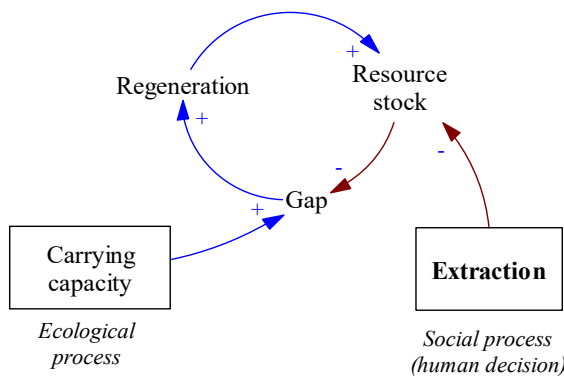 +
Regeneration
Resource
stock
+
-
-
Gap
+
Carrying
capacity
Extraction
Ecological
process
Social process
(human decision)